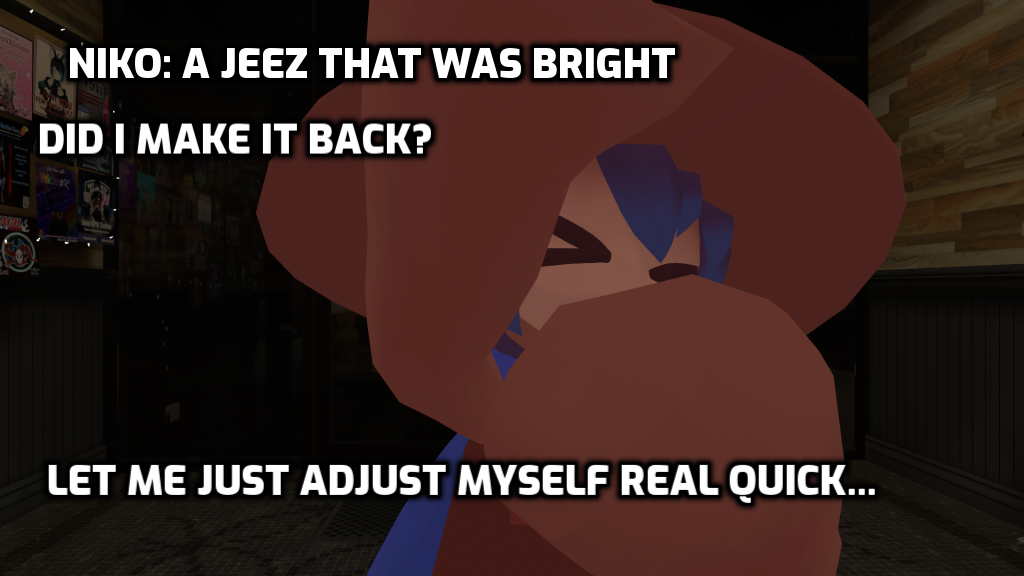 NIKO: A JEEZ THAT WAS BRIGHT
DID I MAKE IT BACK?
LET ME JUST ADJUST MYSELF REAL QUICK...